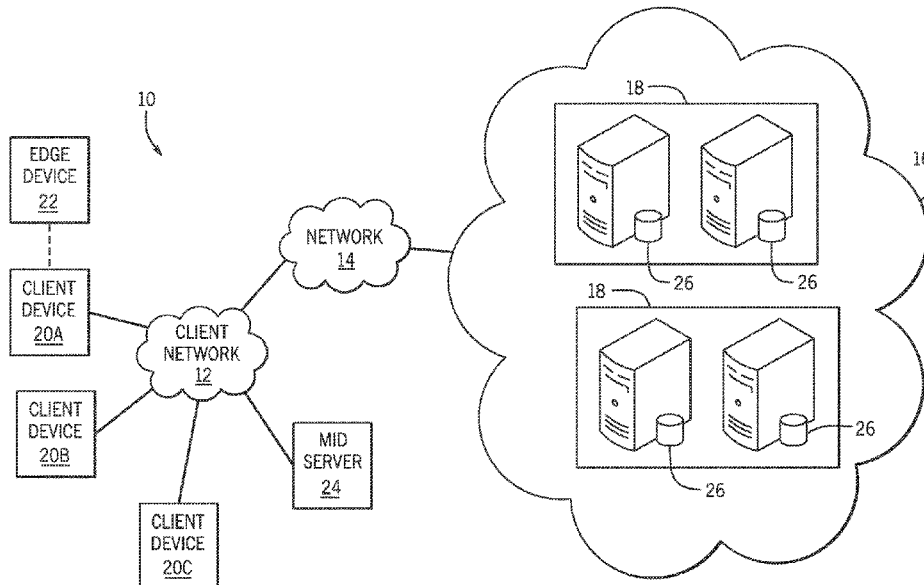 10
EDGE
DEVICE
22
CLIENT
DEVICE
20A
CLIENT
DEVICE
20B
CLIENT
DEVICE
20C
CLIENT
NETWORK
12
MID
SERVER
24
NETWORK
14
18
26
26
18
26
26